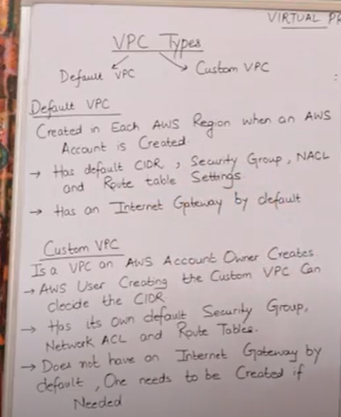 VIRTUAL PR
VPC Types
Default VPC
Custom VPC
Default VPC
Created in Each AWS Region when an AWS
Account is Created.
→ Has default CIDR, Security Group, NACL
and Route table Settings
→ Has an Internet Gateway by default
Custom VPC
Is a VPC an AWS Account Owner Creates
→ AWS User Creating the Custom VPC Can
decide the CIDR
→ Has its own default Security Group,
Network ACL and Route Tables.
→ Does not have an Internet Gateway by
default, One needs to be Created if
Needed